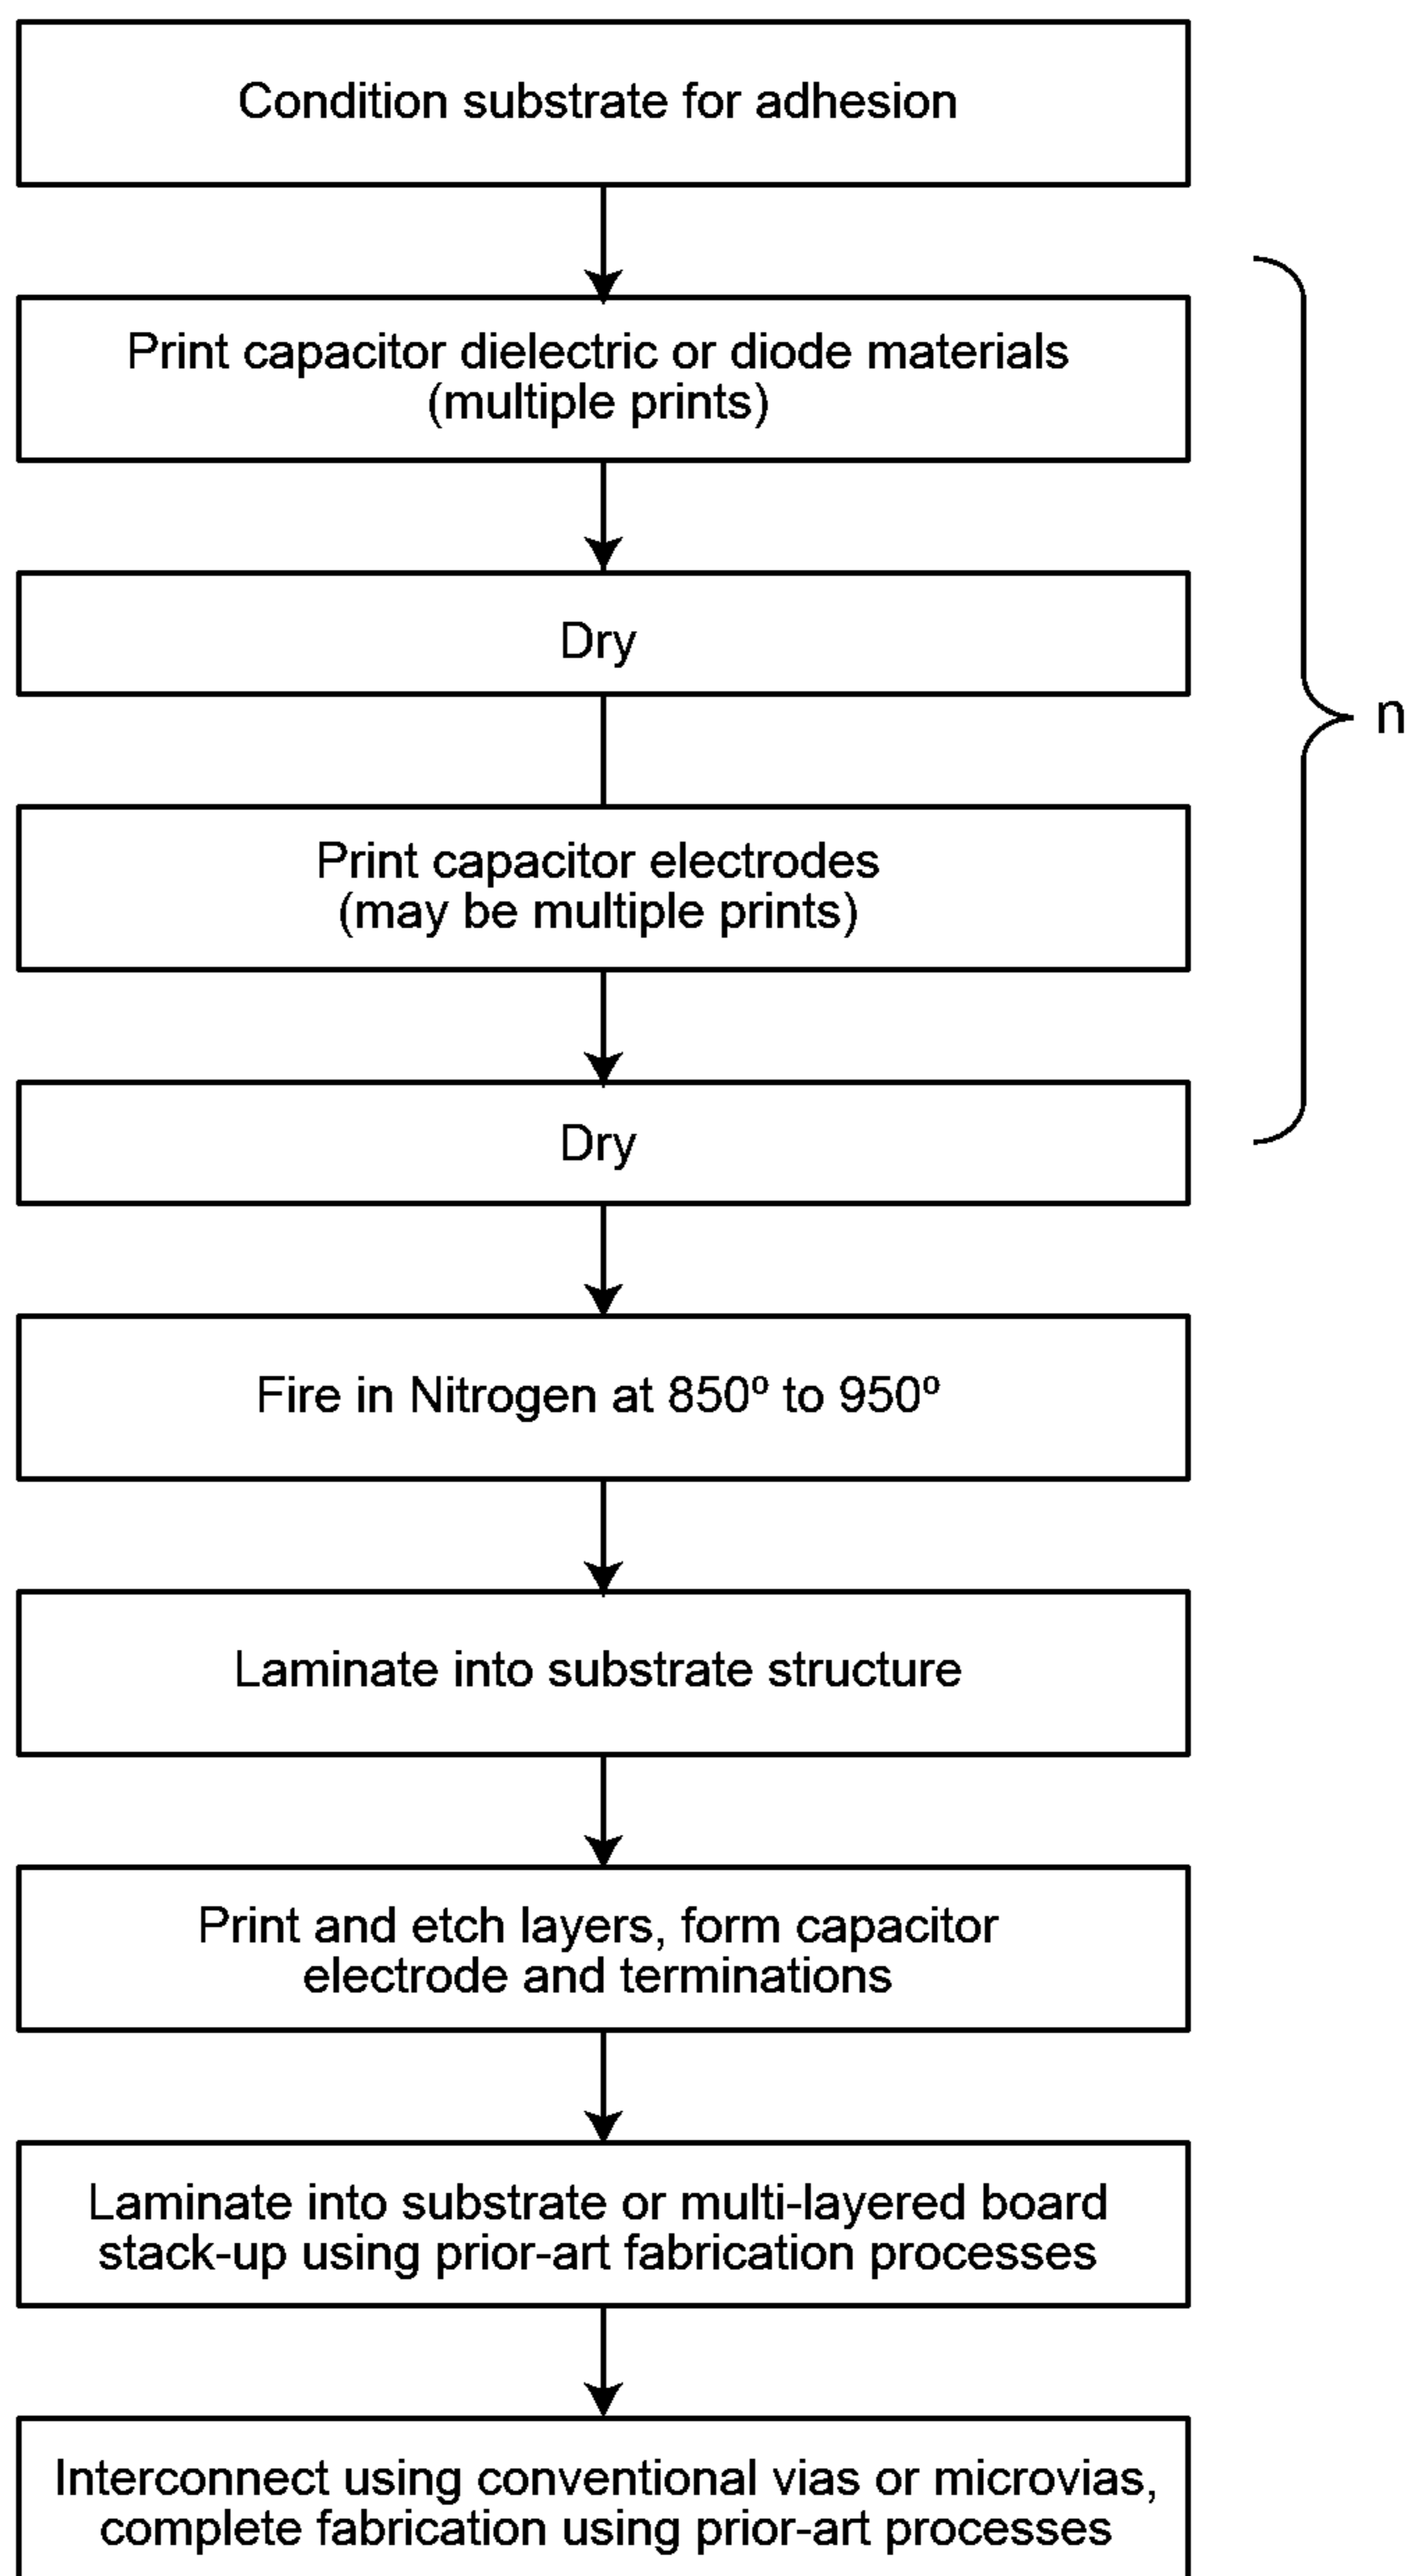 Condition substrate for adhesion
Print capacitor dielectric or diode materials
(multiple prints)
Dry
n
Print capacitor electrodes
(may be multiple prints)
Dry
Fire in Nitrogen at 850º to 950º
Laminate into substrate structure
Print and etch layers, form capacitor
electrode and terminations
Laminate into substrate or multi-layered board
stack-up using prior-art fabrication processes
Interconnect using conventional vias or microvias,
complete fabrication using prior-art processes